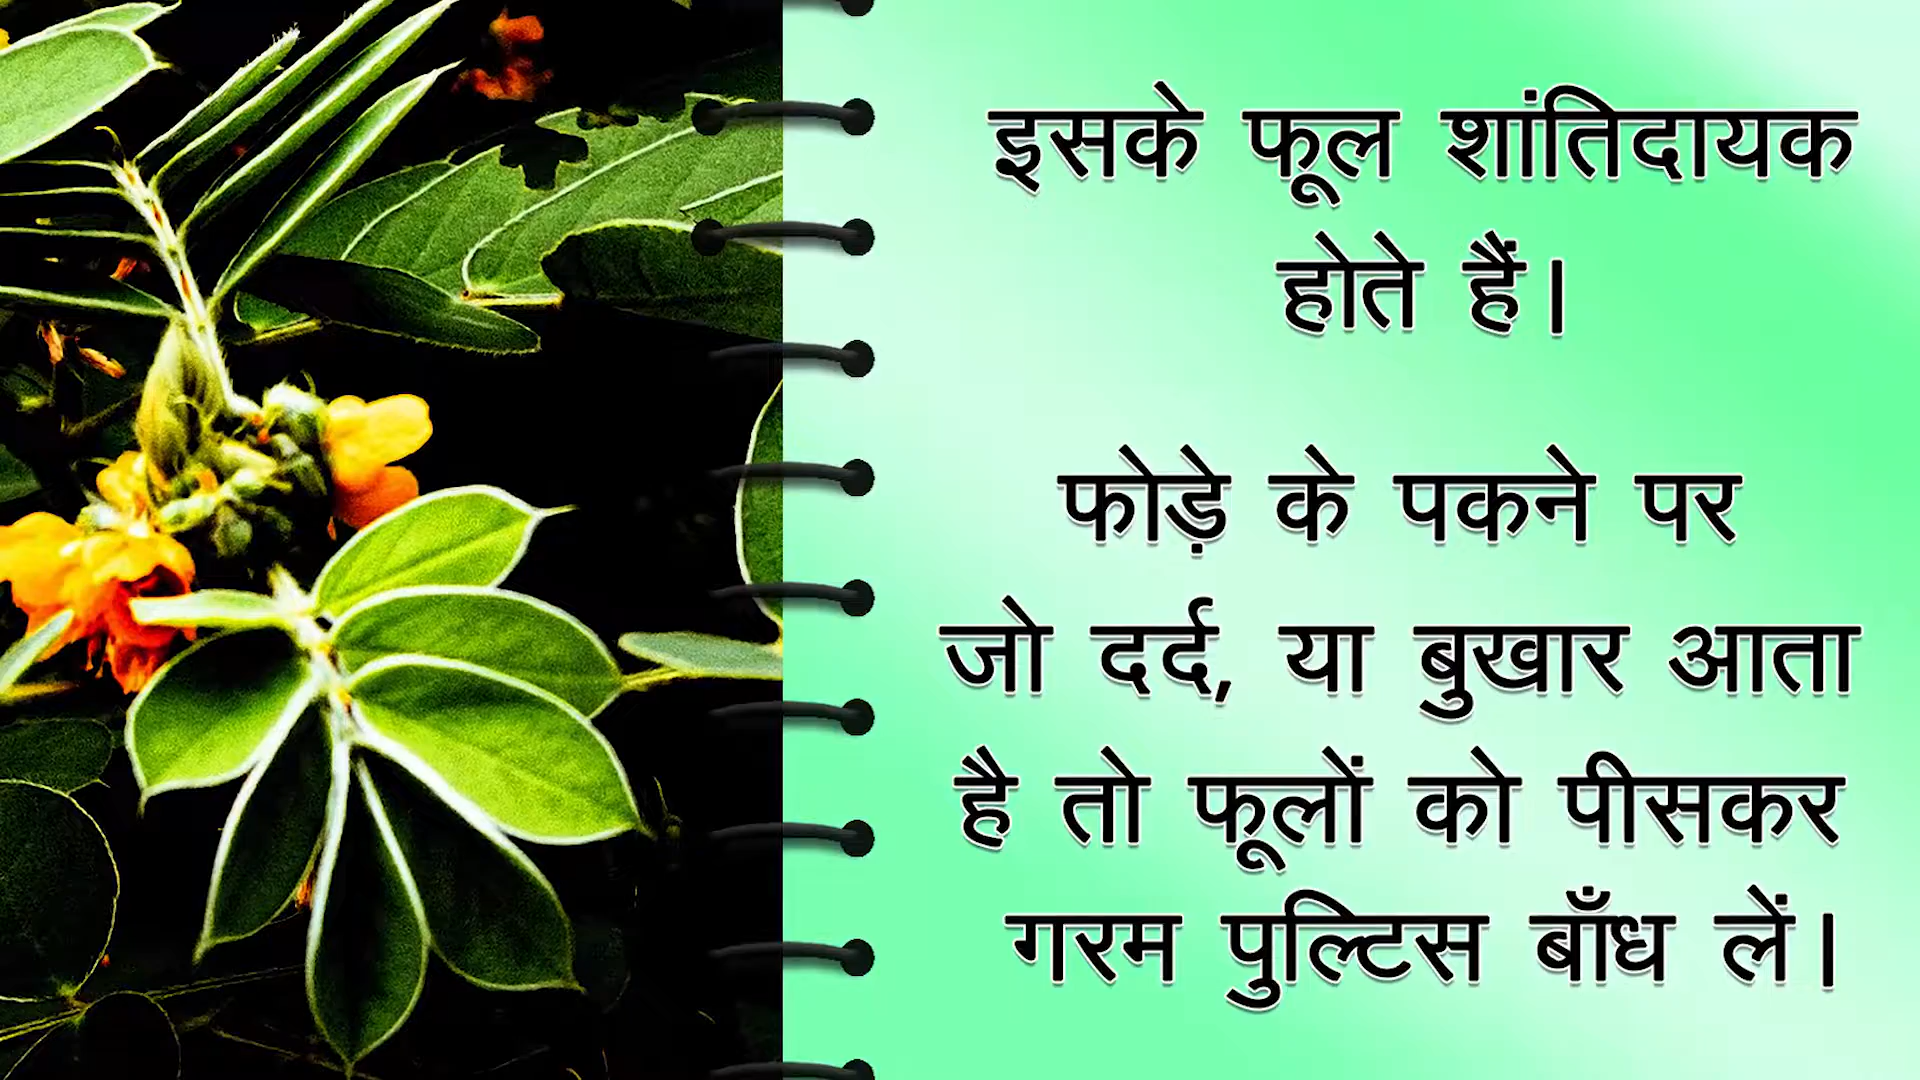 इसके फूल शांतिदायक
होते हैं।
फोड़े के पकने पर
जो दर्द, या बुखार आता
है तो फूलों को पीसकर
गरम पुल्टिस बाँध लें।